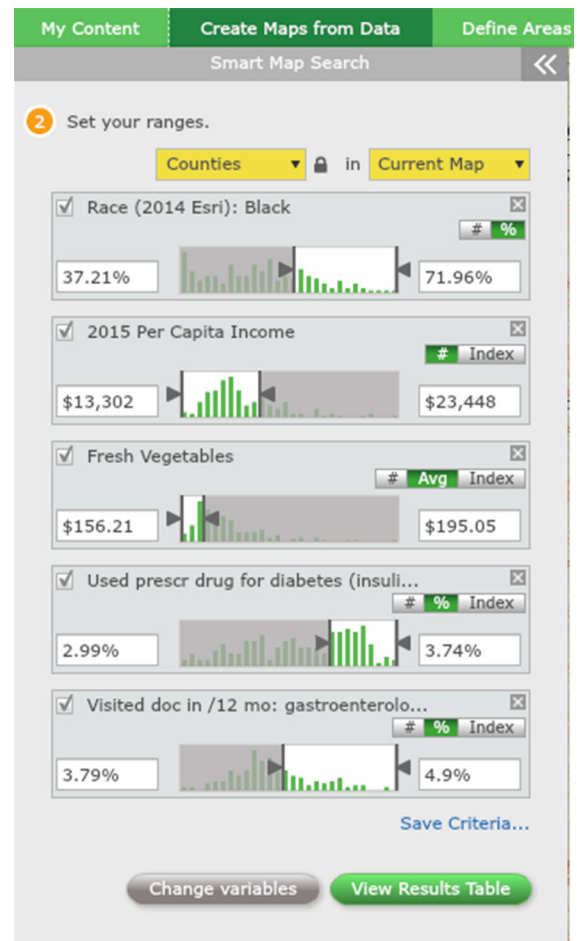 My Content Create Maps from Data Define Areas
Smart Map Search
2 Set your ranges.
Counties in Current Map
Race (2014 Esri): Black
# %
37.21% 71.96%
2015 Per Capita Income
# Index
$13,302 $23,448
Fresh Vegetables
# Avg Index
$156.21 $195.05
Used prescr drug for diabetes (insuli...
# % Index
2.99% 3.74%
Visited doc in /12 mo: gastroenterolo...
# % Index
3.79% 4.9%
Save Criteria...
Change variables View Results Table